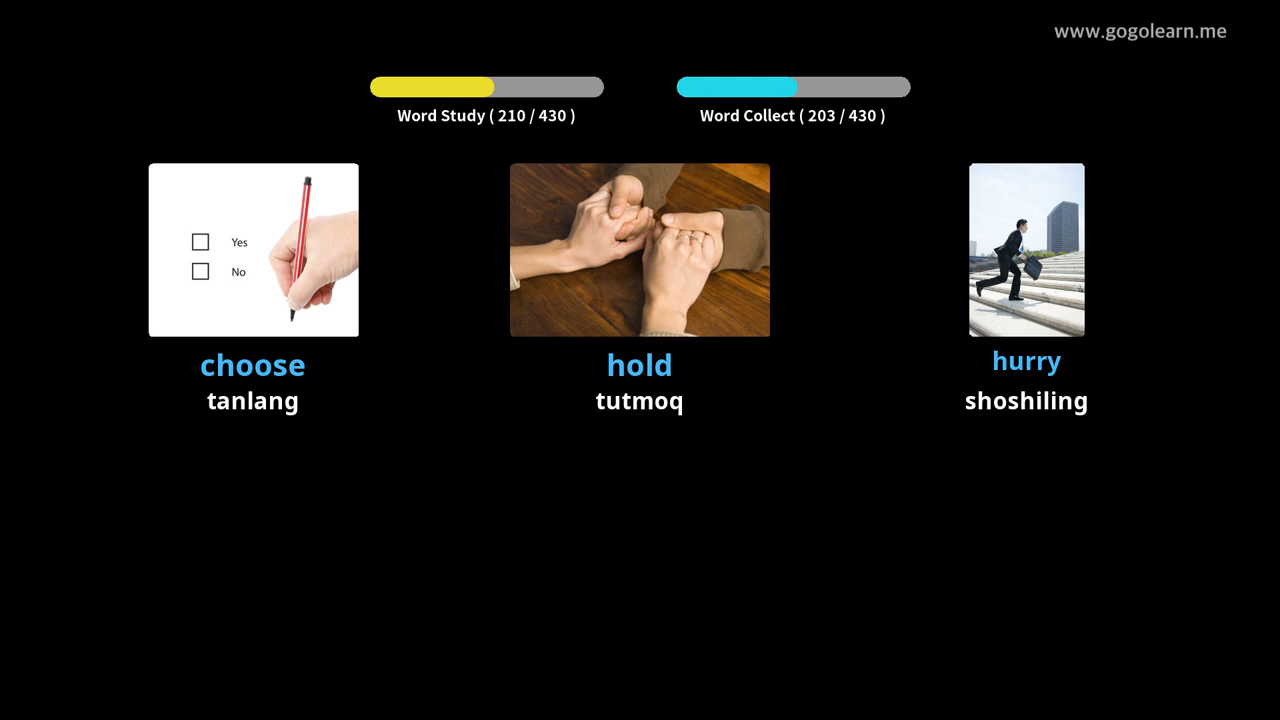 www.gogolearn.me
Word Study ( 210 / 430 )
Word Collect ( 203 / 430 )
Yes
No
choose
hold
hurry
tanlang
tutmoq
shoshiling